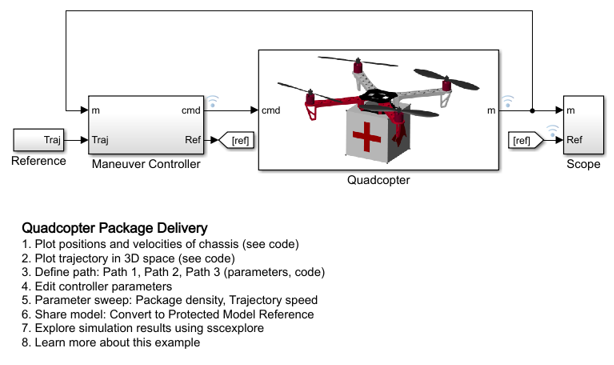 m
cmd
cmd
m
m
Traj
Traj
Ref
[ref]
[ref]
Ref
Reference
Maneuver Controller
Quadcopter
Scope
Quadcopter Package Delivery
1. Plot positions and velocities of chassis (see code)
2. Plot trajectory in 3D space (see code)
3. Define path: Path 1, Path 2, Path 3 (parameters, code)
4. Edit controller parameters
5. Parameter sweep: Package density, Trajectory speed
6. Share model: Convert to Protected Model Reference
7. Explore simulation results using sscexplore
8. Learn more about this example